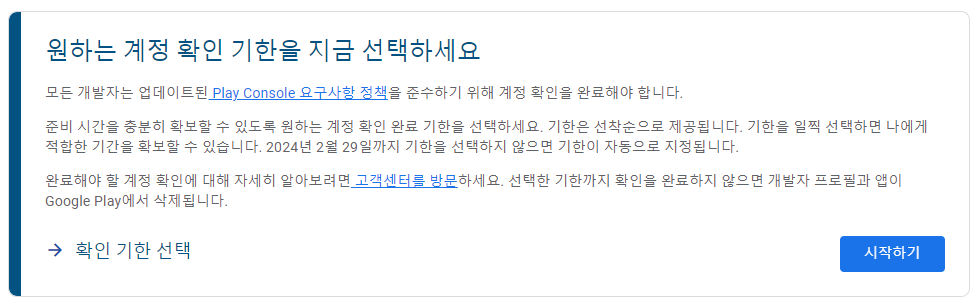 원하는 계정 확인 기한을 지금 선택하세요
모든 개발자는 업데이트된 Play Console 요구사항 정책을 준수하기 위해 계정 확인을 완료해야 합니다.
준비 시간을 충분히 확보할 수 있도록 원하는 계정 확인 완료 기한을 선택하세요. 기한은 선착순으로 제공됩니다. 기한을 일찍 선택하면 나에게
적합한 기간을 확보할 수 있습니다. 2024년 2월 29일까지 기한을 선택하지 않으면 기한이 자동으로 지정됩니다.
완료해야 할 계정 확인에 대해 자세히 알아보려면 고객센터를 방문하세요. 선택한 기한까지 확인을 완료하지 않으면 개발자 프로필과 앱이
Google Play에서 삭제됩니다.
→ 확인 기한 선택
시작하기